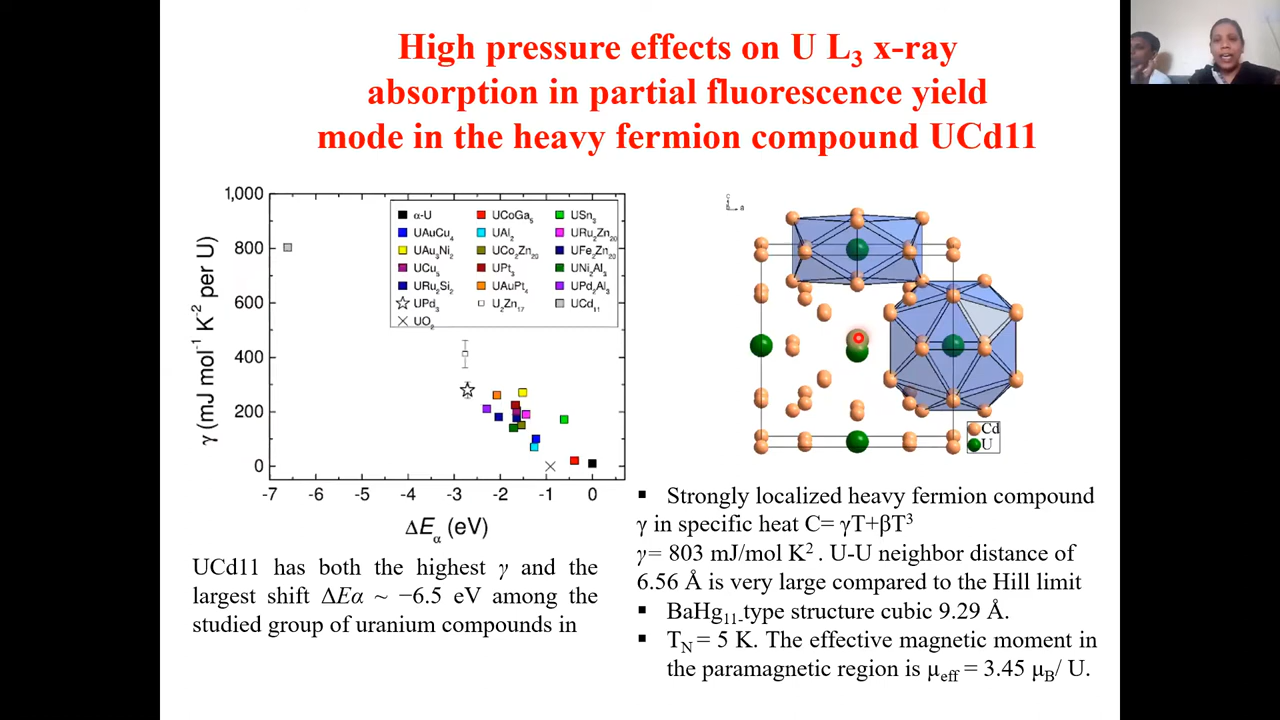 High pressure effects on U L₃ x-ray
absorption in partial fluorescence yield
mode in the heavy fermion compound UCd11
γ (mJ mol⁻¹ K⁻² per U)
1,000
800
600
400
200
0
α-U UCoGa₅ USn₃
UAuCu₄ UAl₂ URu₂Zn₂₀
UAu₃Ni₂ UCo₂Zn₂₀ UFe₂Zn₂₀
UCu₅ UPt₃ UNi₂Al₃
URu₂Si₂ UAuPt₄ UPd₂Al₃
UPd₃ U₂Zn₁₇ UCd₁₁
UO₂
-7 -6 -5 -4 -3 -2 -1 0
ΔEα (eV)
UCd11 has both the highest γ and the
largest shift ΔEα ~ −6.5 eV among the
studied group of uranium compounds in
c
a
Cd
U
▪ Strongly localized heavy fermion compound
γ in specific heat C= γT+βT³
γ= 803 mJ/mol K² . U-U neighbor distance of
6.56 Å is very large compared to the Hill limit
▪ BaHg₁₁-type structure cubic 9.29 Å.
▪ T_N = 5 K. The effective magnetic moment in
the paramagnetic region is μ_eff = 3.45 μ_B/ U.